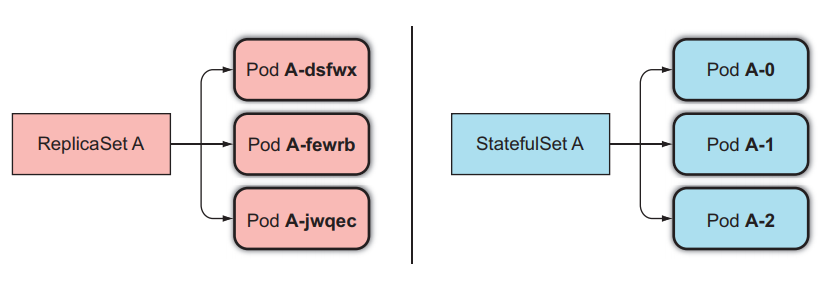 ReplicaSet A
Pod A-dsfwx
Pod A-fewrb
Pod A-jwqec
StatefulSet A
Pod A-0
Pod A-1
Pod A-2